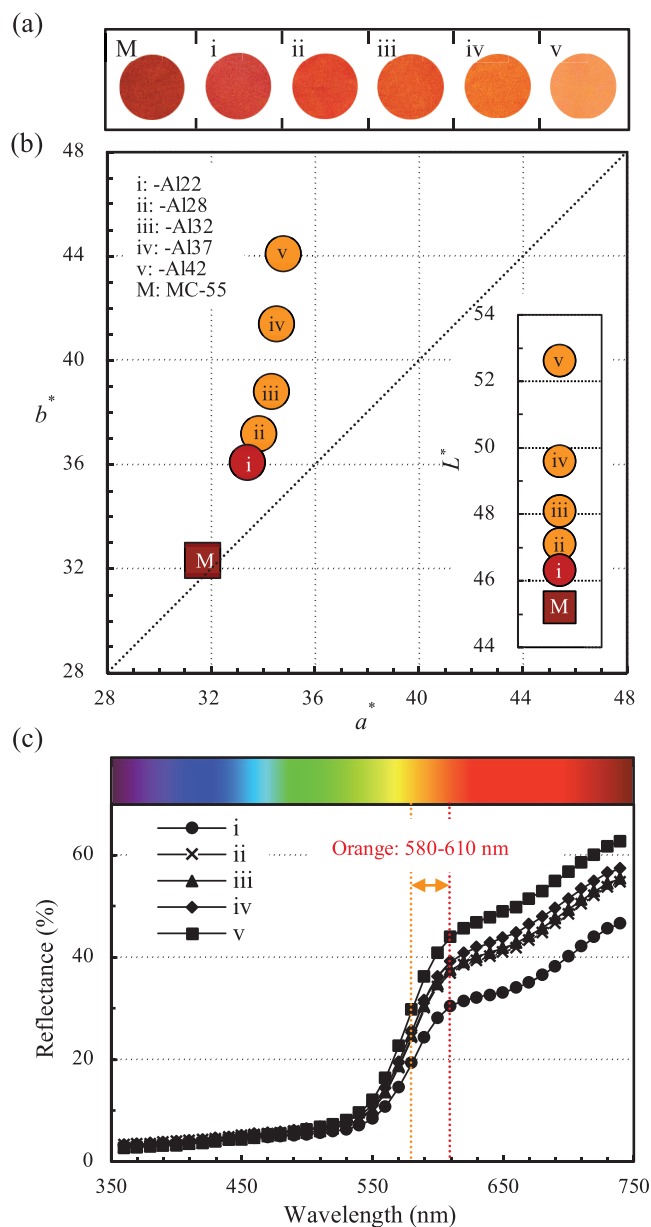 (a)
M i ii iii iv v
(b)
48
44
40
36
32
28
b*
i: -Al22
ii: -Al28
iii: -Al32
iv: -Al37
v: -Al42
M: MC-55
v
iv
iii
ii
i
M
54
52
50
48
46
44
L*
v
iv
iii
ii
i
M
28 32 36 40 44 48
a*
(c)
i
ii
iii
iv
v
Orange: 580-610 nm
60
40
20
0
Reflectance (%)
350 450 550 650 750
Wavelength (nm)